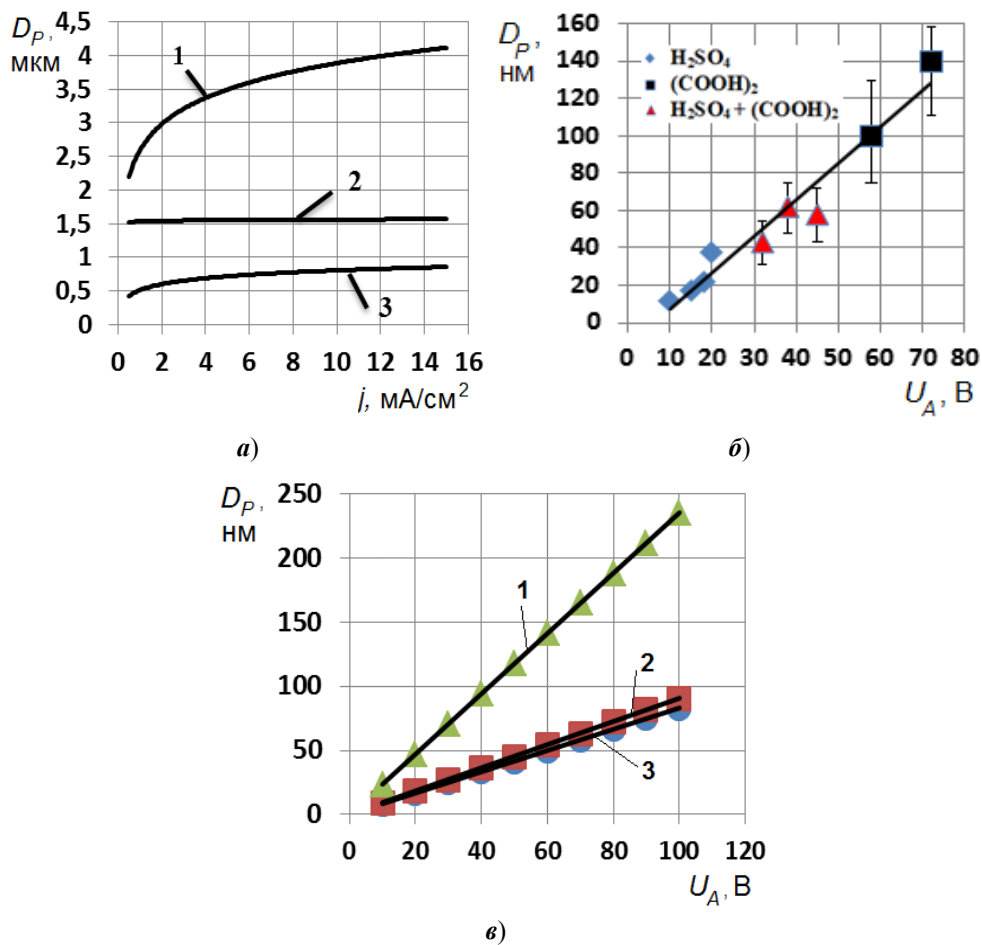 D_P, мкм
4,5
4
3,5
3
2,5
2
1,5
1
0,5
0
1
2
3
0 2 4 6 8 10 12 14 16
j, мА/см²
а)
D_P, нм
160
140
120
100
80
60
40
20
0
H₂SO₄
(COOH)₂
H₂SO₄ + (COOH)₂
0 10 20 30 40 50 60 70 80
U_A, В
б)
D_P, нм
250
200
150
100
50
0
1
2
3
0 20 40 60 80 100 120
U_A, В
в)